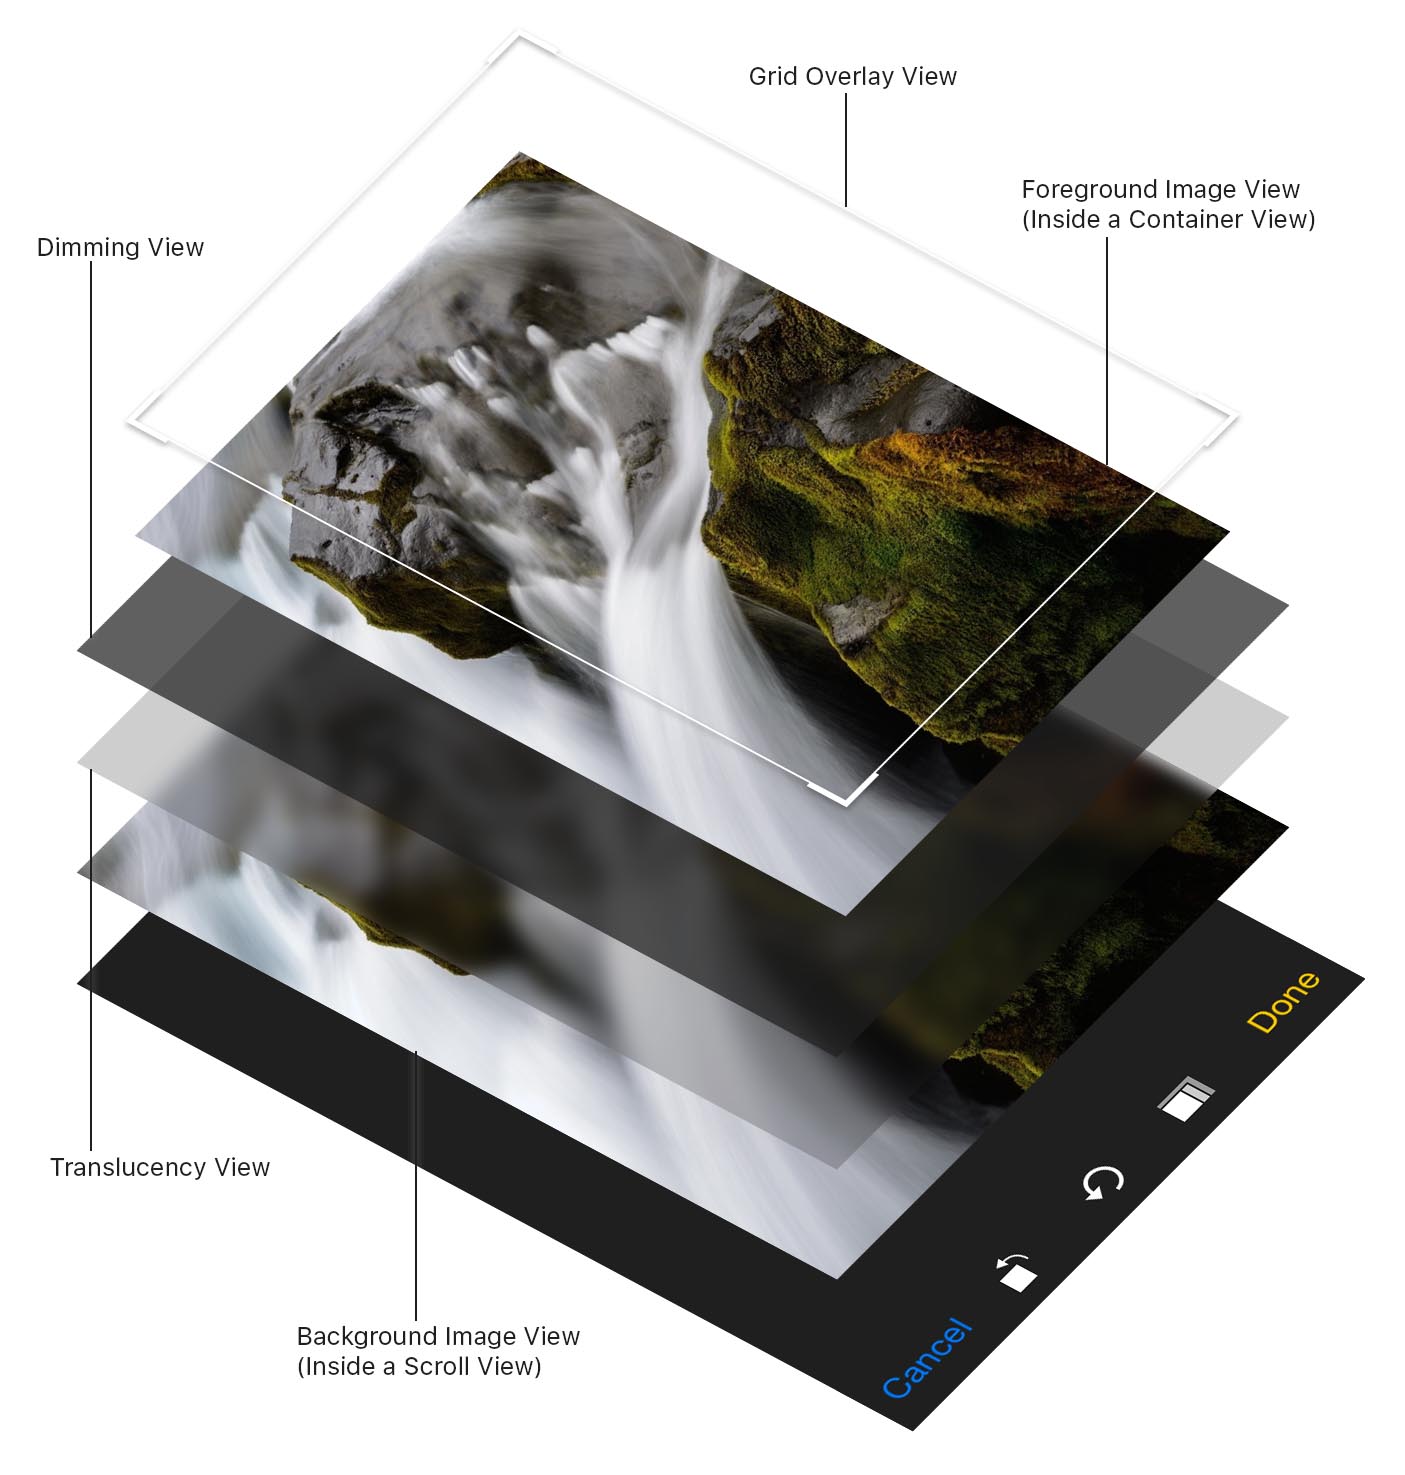 Grid Overlay View
Foreground Image View
(Inside a Container View)
Dimming View
Done
Translucency View
Background Image View
(Inside a Scroll View)
Cancel